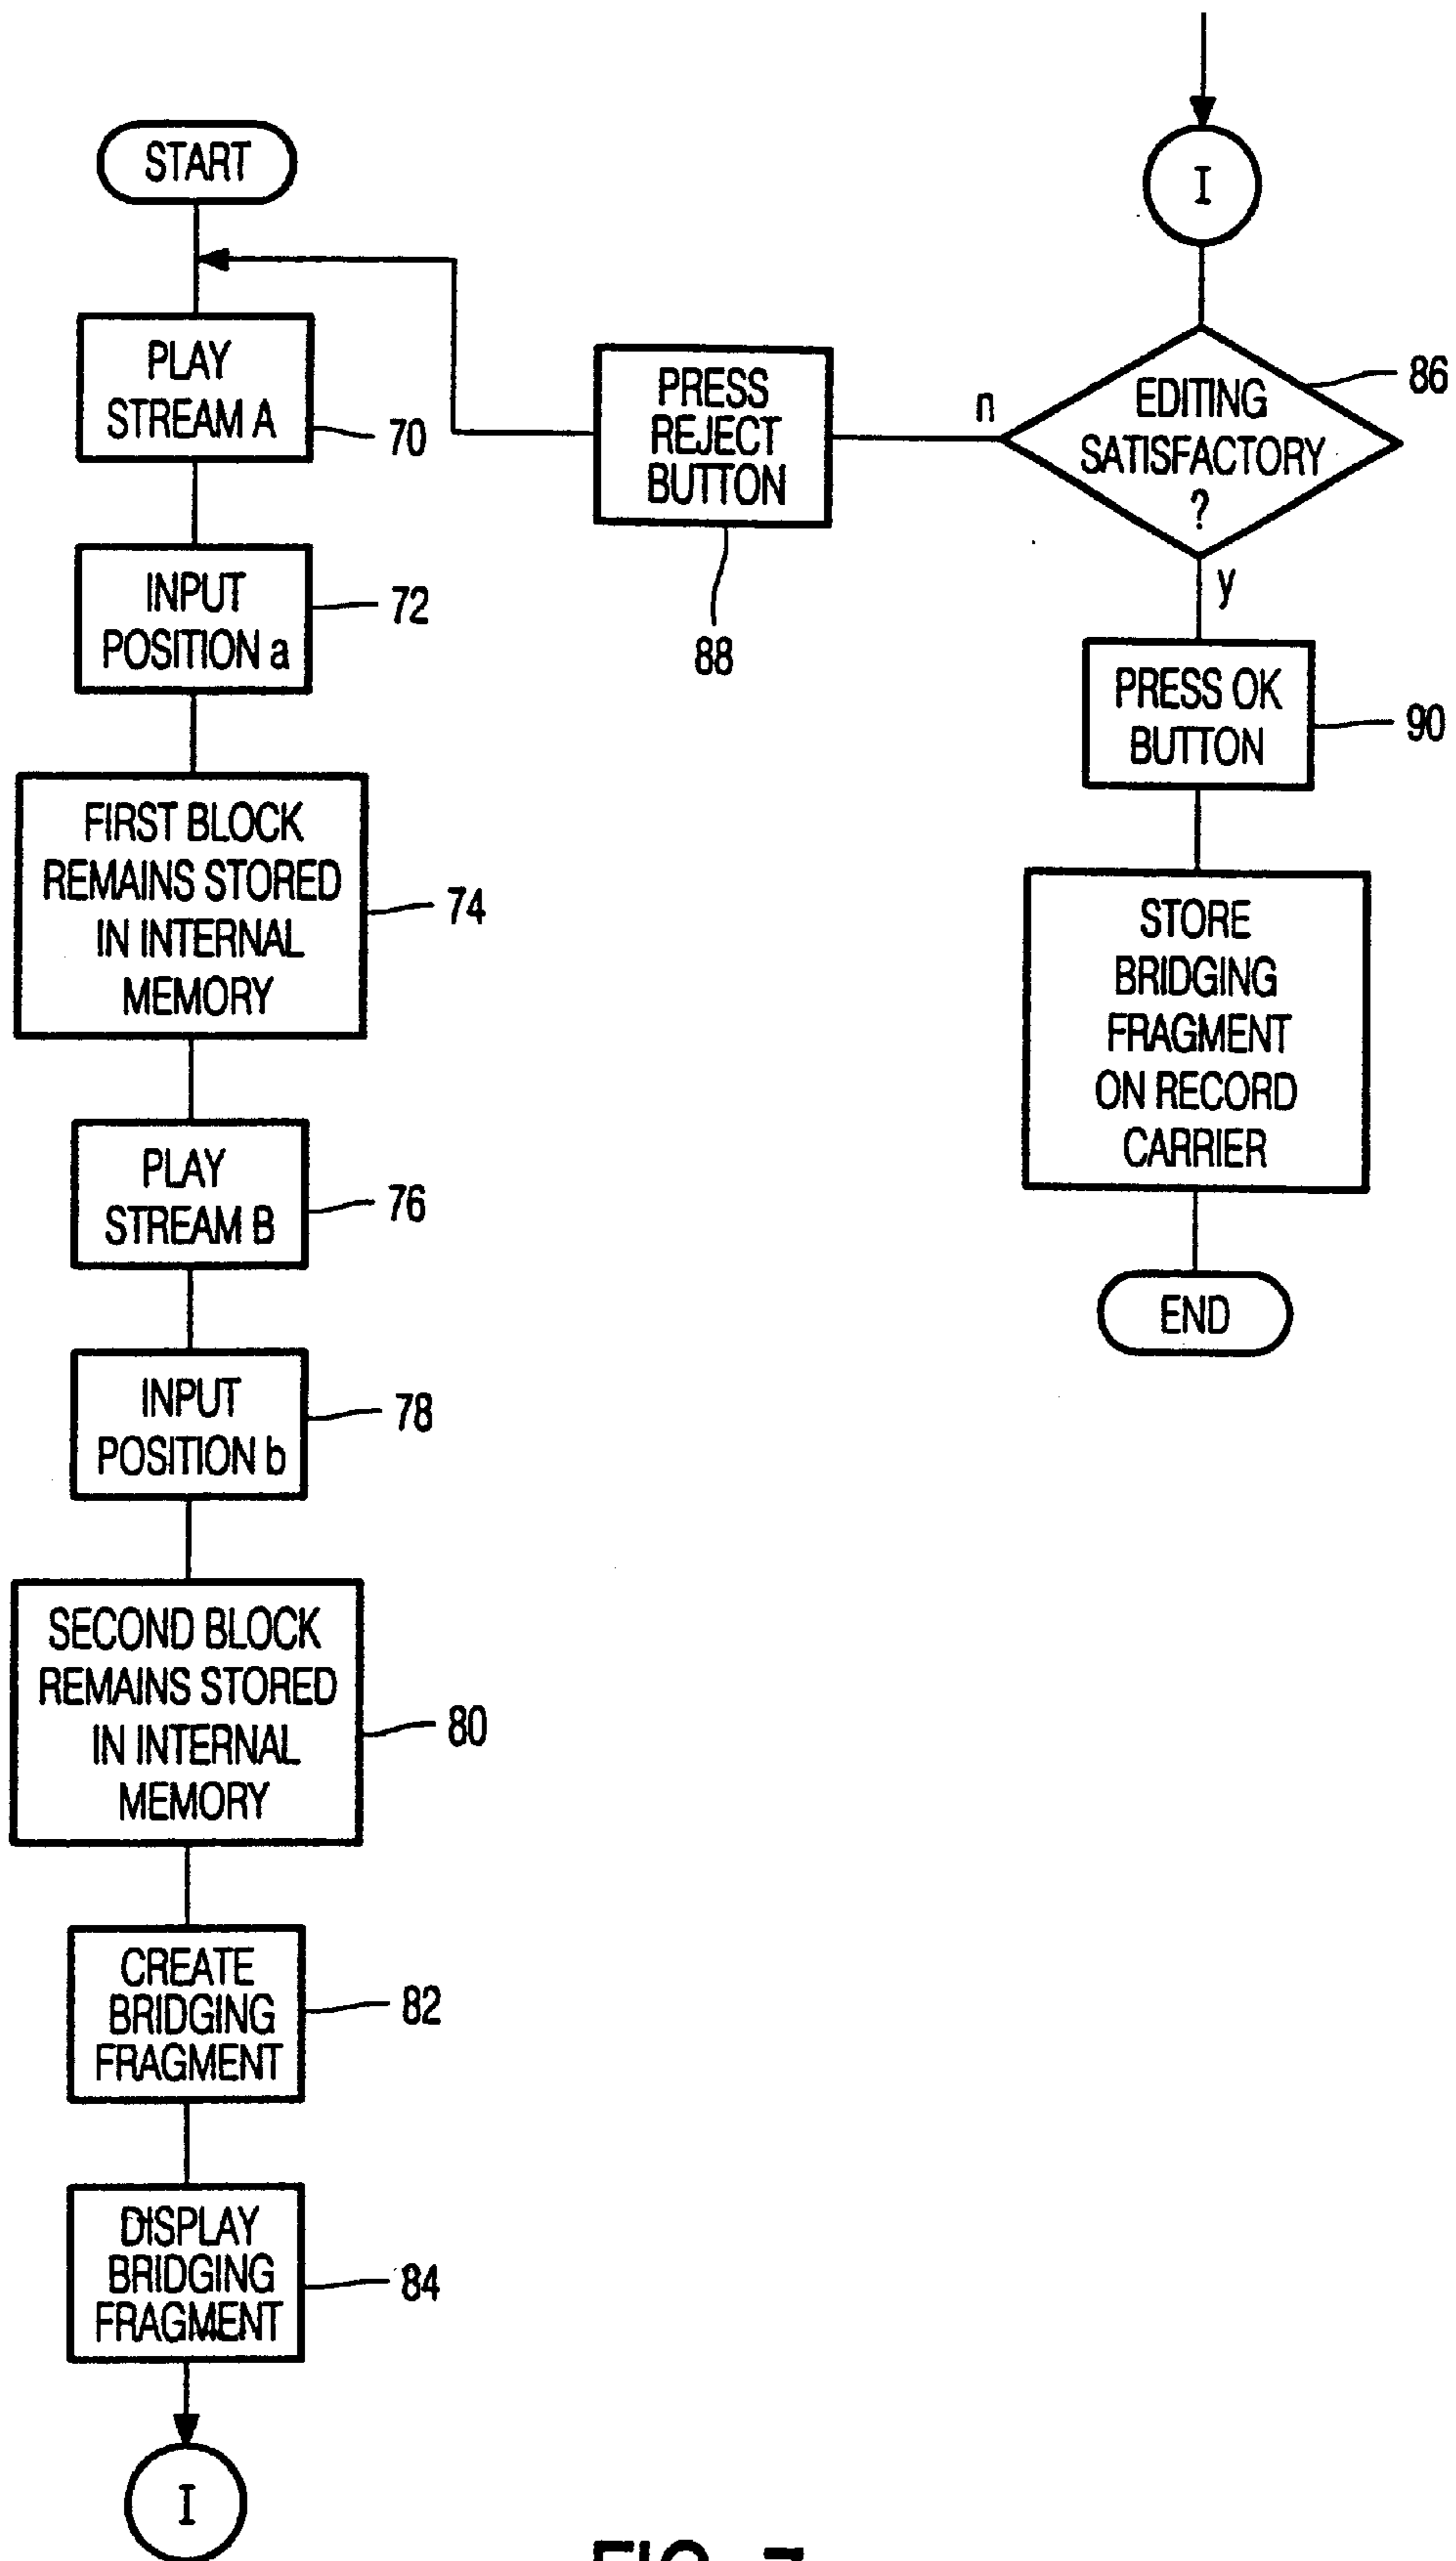 START
PLAY
STREAM A
70
INPUT
POSITION a
72
FIRST BLOCK
REMAINS STORED
IN INTERNAL
MEMORY
74
PLAY
STREAM B
76
INPUT
POSITION b
78
SECOND BLOCK
REMAINS STORED
IN INTERNAL
MEMORY
80
CREATE
BRIDGING
FRAGMENT
82
DISPLAY
BRIDGING
FRAGMENT
84
I
I
EDITING
SATISFACTORY
?
86
n
PRESS
REJECT
BUTTON
88
y
PRESS OK
BUTTON
90
STORE
BRIDGING
FRAGMENT
ON RECORD
CARRIER
END
FIG.